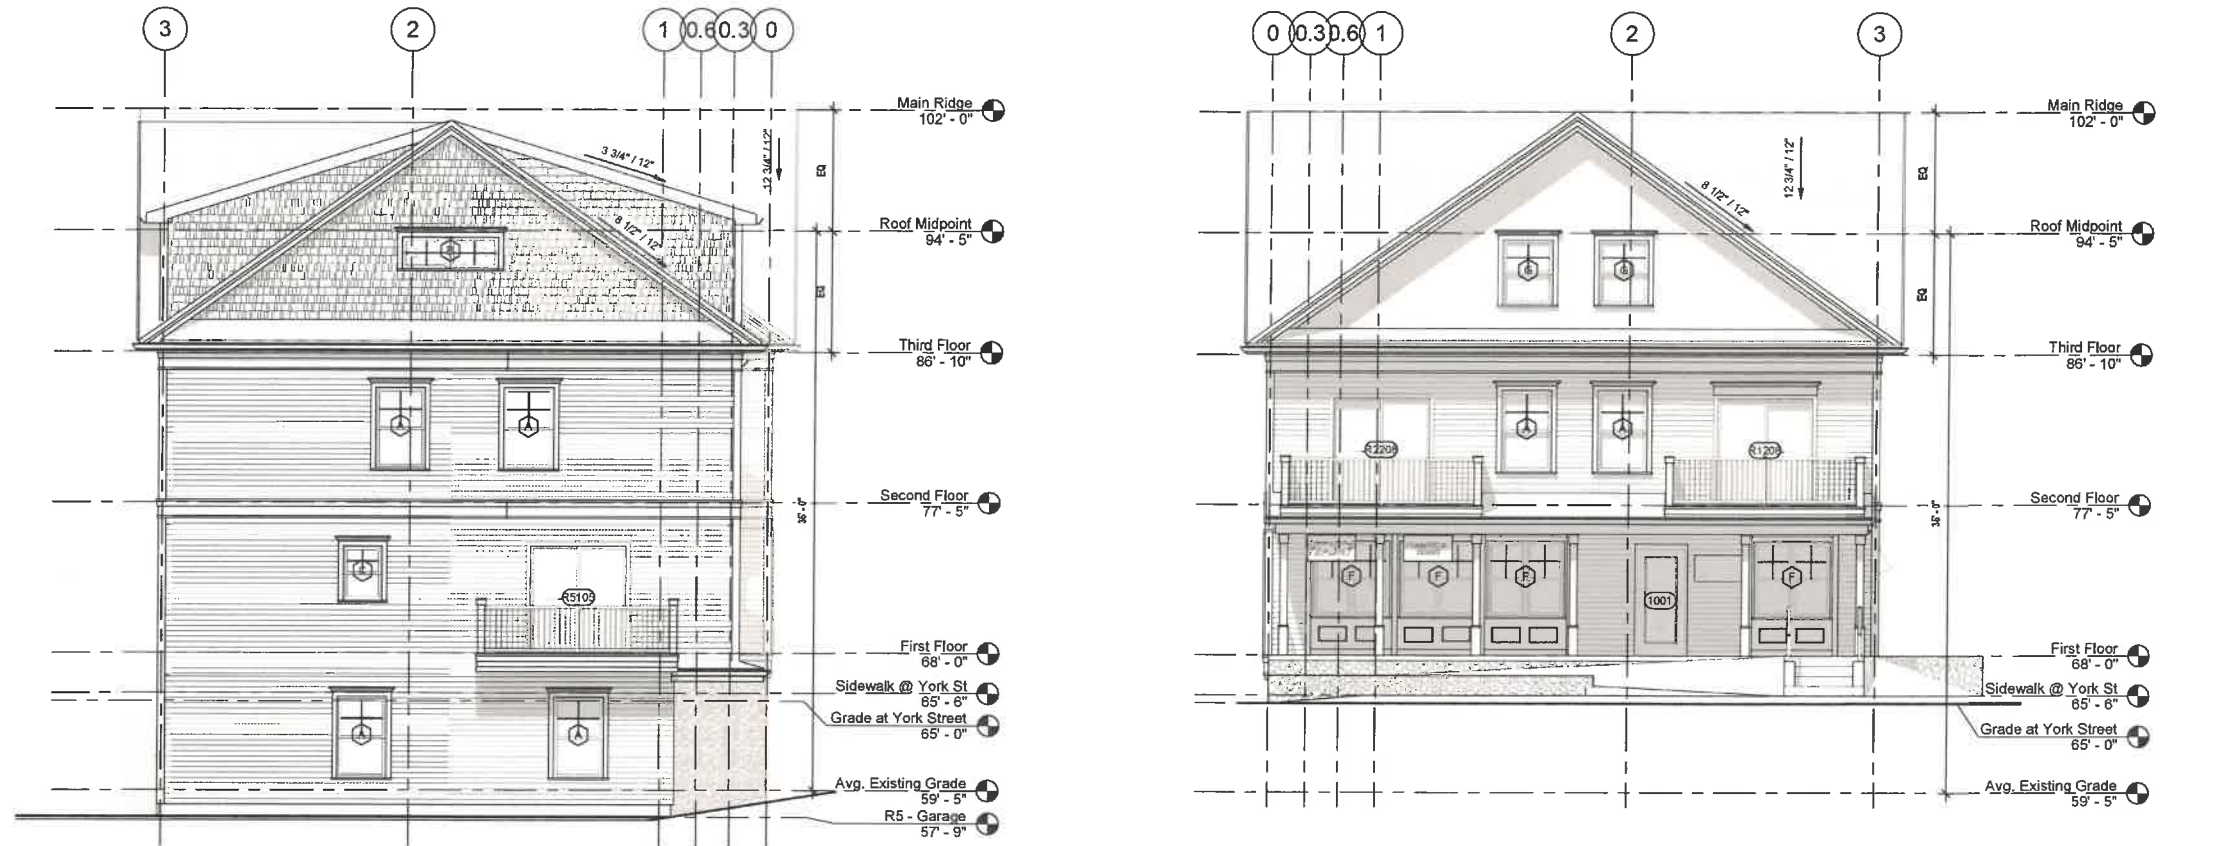 3
2
1
0.6
0.3
0
Main Ridge
102' - 0"
3 3/4" / 12"
12 3/4" / 12"
EQ
Roof Midpoint
94' - 5"
8 1/2" / 12"
EQ
Third Floor
86' - 10"
A
A
Second Floor
77' - 5"
35' - 0"
R5105
First Floor
68' - 0"
Sidewalk @ York St
65' - 6"
Grade at York Street
65' - 0"
A
A
Avg. Existing Grade
59' - 5"
R5 - Garage
57' - 9"
0
0.3
0.6
1
2
3
Main Ridge
102' - 0"
12 3/4" / 12"
EQ
8 1/2" / 12"
Roof Midpoint
94' - 5"
G
G
EQ
Third Floor
86' - 10"
A
A
R2208
R1208
Second Floor
77' - 5"
35' - 0"
F
F
F
F
1001
First Floor
68' - 0"
Sidewalk @ York St
65' - 6"
Grade at York Street
65' - 0"
Avg. Existing Grade
59' - 5"